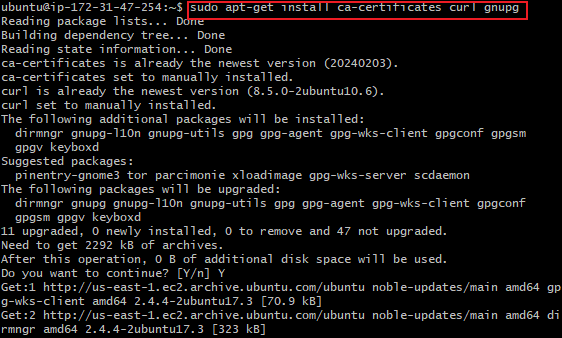 ubuntu@ip-172-31-47-254:~$ sudo apt-get install ca-certificates curl gnupg
Reading package lists... Done
Building dependency tree... Done
Reading state information... Done
ca-certificates is already the newest version (20240203).
ca-certificates set to manually installed.
curl is already the newest version (8.5.0-2ubuntu10.6).
curl set to manually installed.
The following additional packages will be installed:
  dirmngr gnupg-l10n gnupg-utils gpg gpg-agent gpg-wks-client gpgconf gpgsm
  gpgv keyboxd
Suggested packages:
  pinentry-gnome3 tor parcimonie xloadimage gpg-wks-server scdaemon
The following packages will be upgraded:
  dirmngr gnupg gnupg-l10n gnupg-utils gpg gpg-agent gpg-wks-client gpgconf
  gpgsm gpgv keyboxd
11 upgraded, 0 newly installed, 0 to remove and 47 not upgraded.
Need to get 2292 kB of archives.
After this operation, 0 B of additional disk space will be used.
Do you want to continue? [Y/n] Y
Get:1 http://us-east-1.ec2.archive.ubuntu.com/ubuntu noble-updates/main amd64 gp
g-wks-client amd64 2.4.4-2ubuntu17.3 [70.9 kB]
Get:2 http://us-east-1.ec2.archive.ubuntu.com/ubuntu noble-updates/main amd64 di
rmngr amd64 2.4.4-2ubuntu17.3 [323 kB]